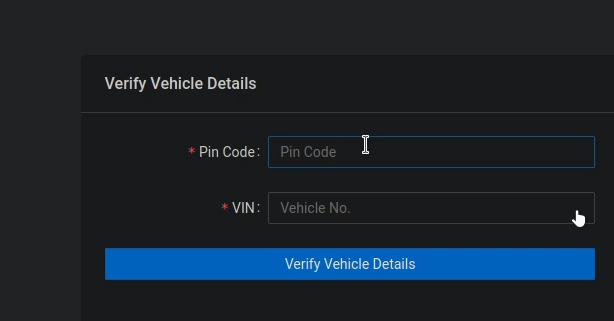 Verify Vehicle Details
* Pin Code: Pin Code
* VIN: Vehicle No.
Verify Vehicle Details